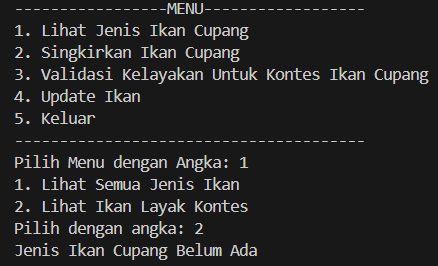 -----------------MENU------------------
1. Lihat Jenis Ikan Cupang
2. Singkirkan Ikan Cupang
3. Validasi Kelayakan Untuk Kontes Ikan Cupang
4. Update Ikan
5. Keluar
---------------------------------------
Pilih Menu dengan Angka: 1
1. Lihat Semua Jenis Ikan
2. Lihat Ikan Layak Kontes
Pilih dengan angka: 2
Jenis Ikan Cupang Belum Ada